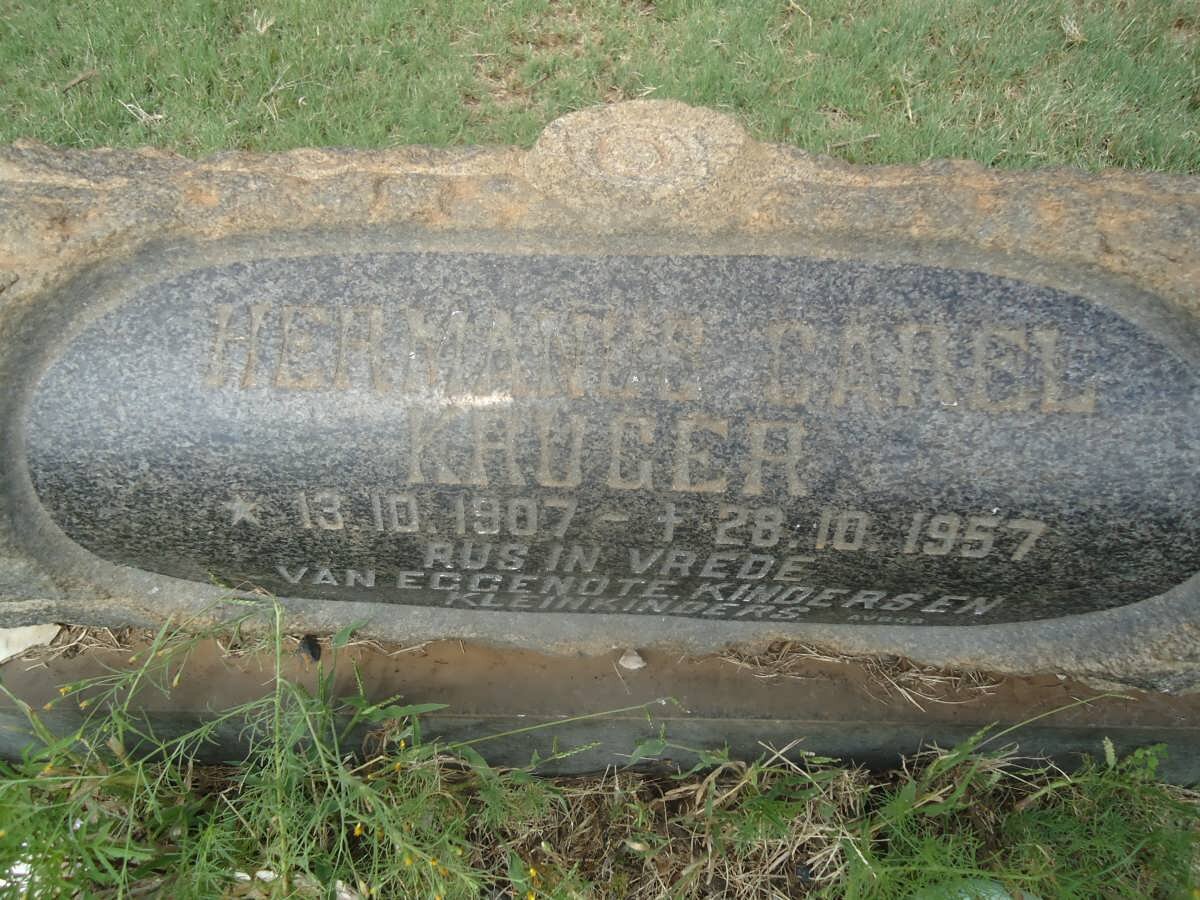 HERMANUS CAREL
KRUGER
★ 13.10.1907 - † 28.10.1957
RUS IN VREDE
VAN EGGENOTE KINDERS EN
KLEINKINDERS